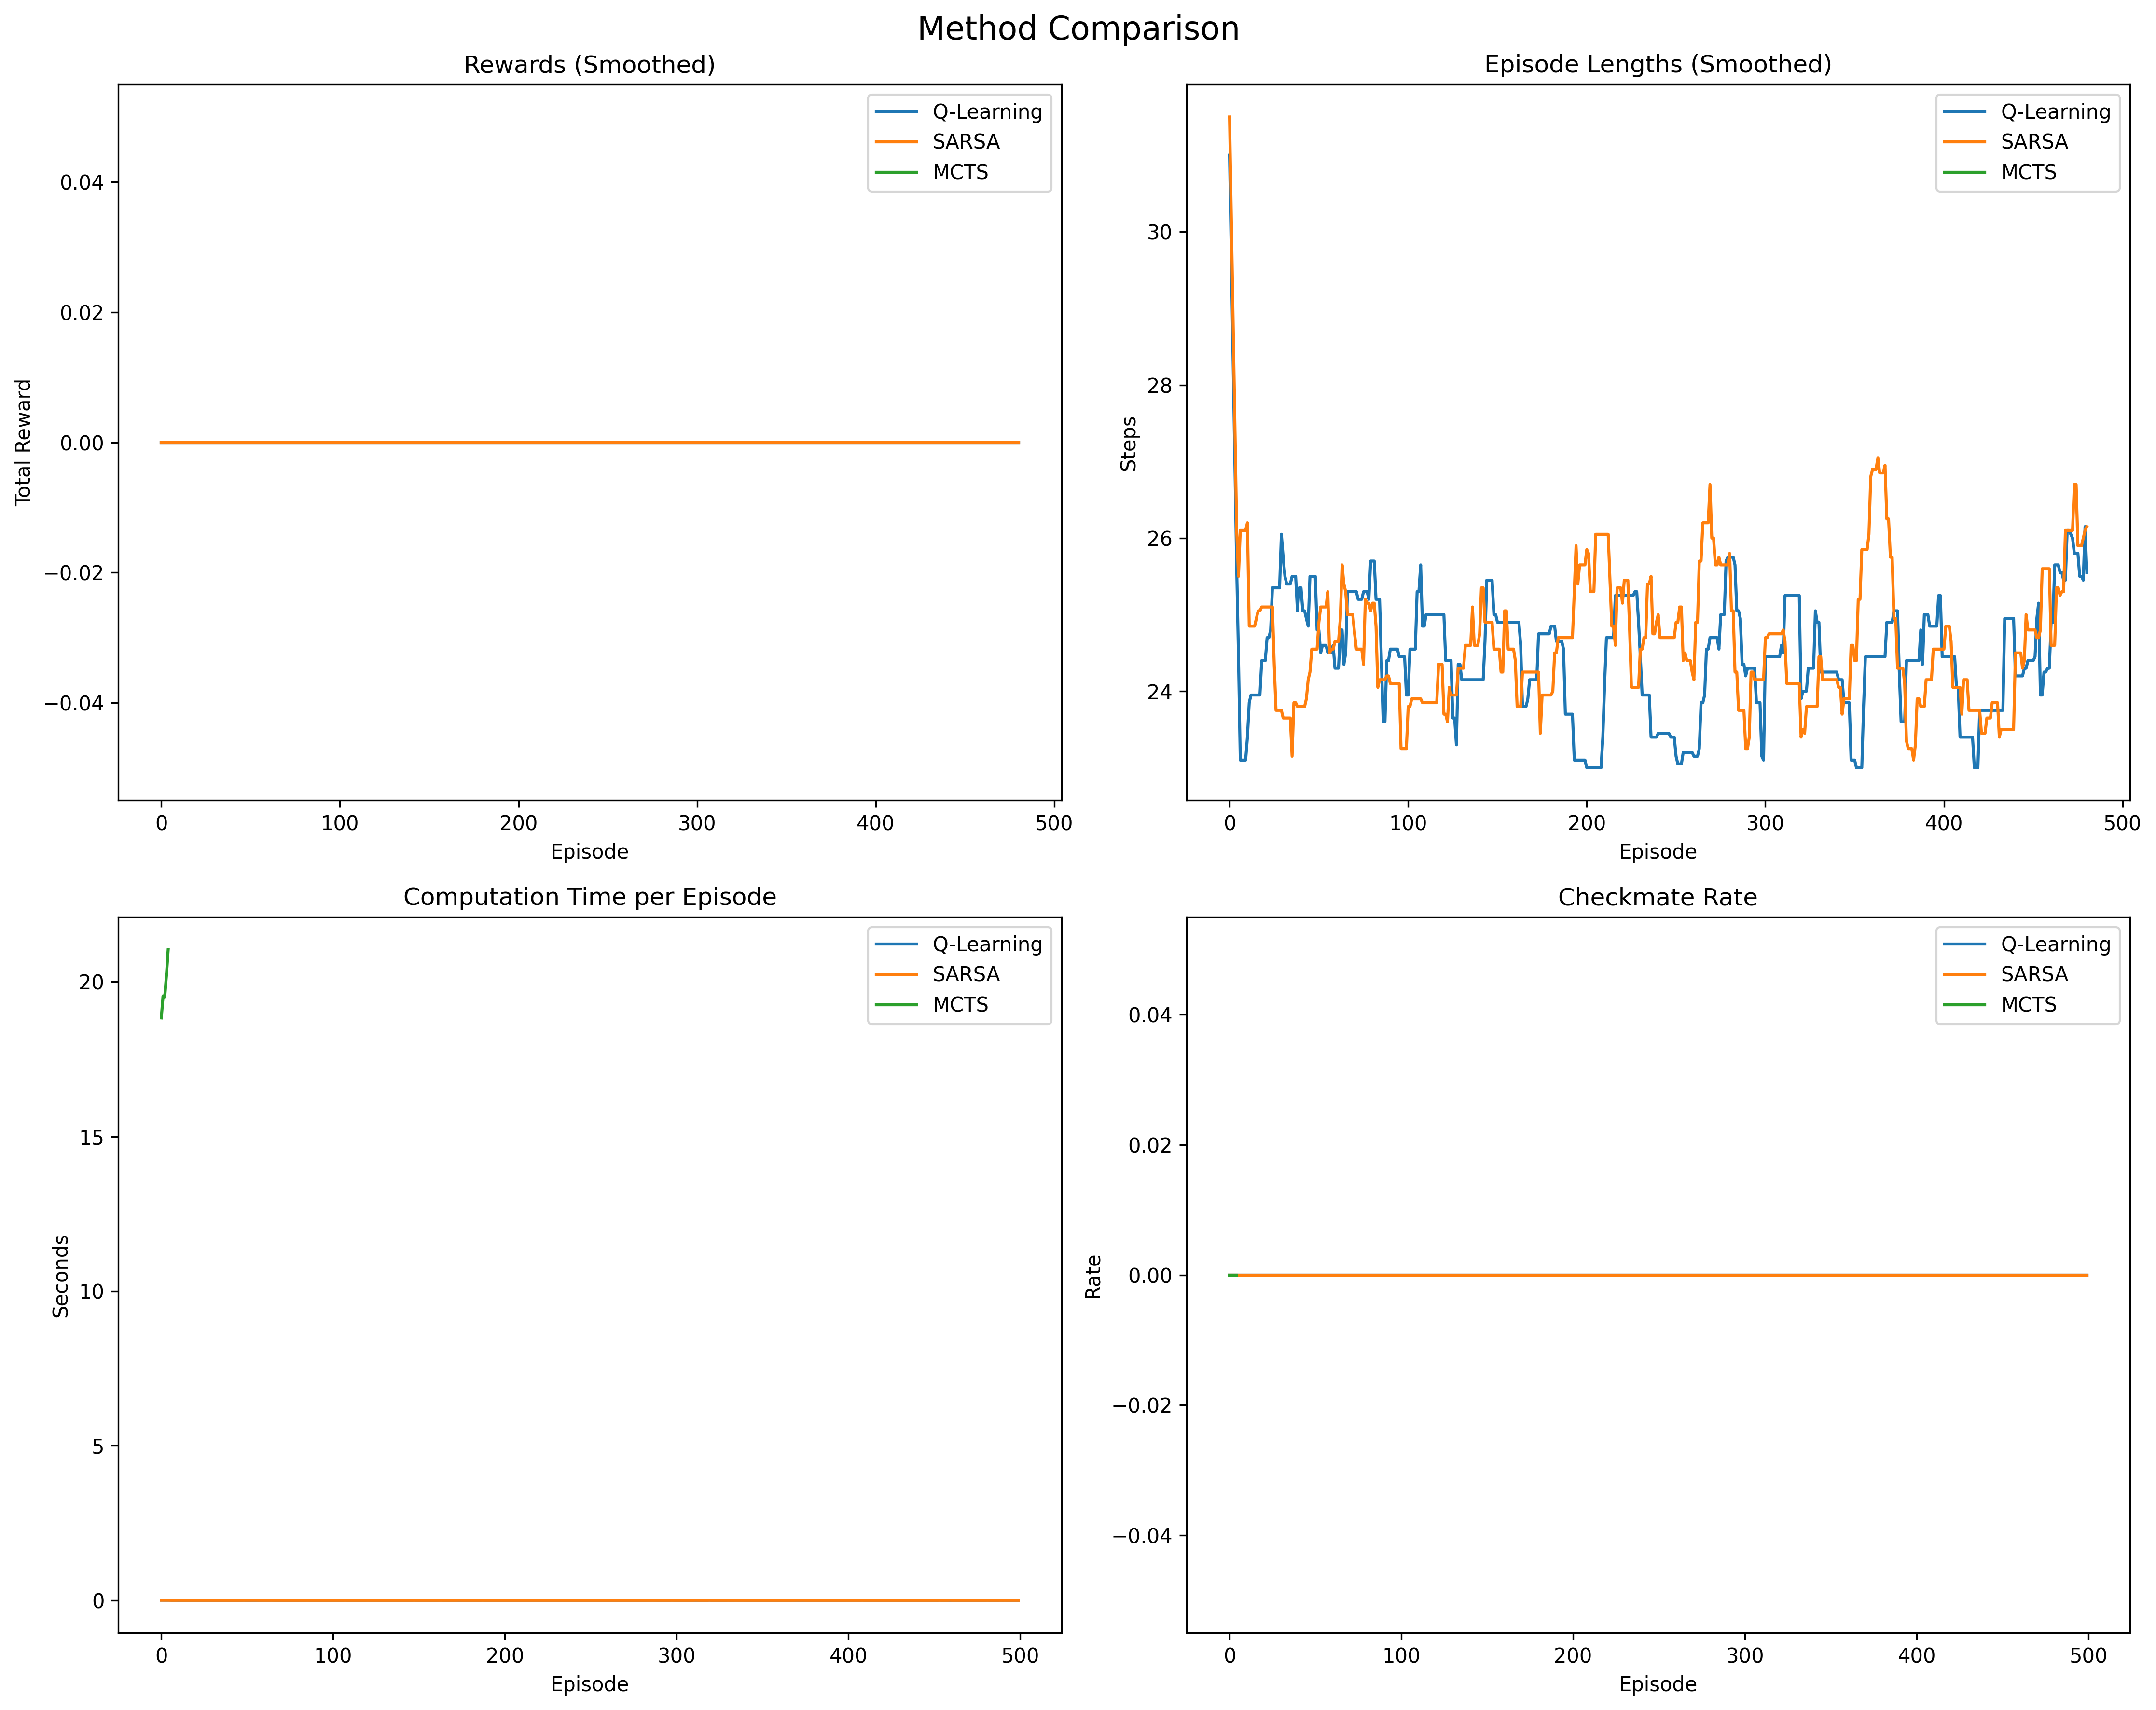 Method Comparison
Rewards (Smoothed)
Q-Learning
SARSA
MCTS
0.04
0.02
0.00
−0.02
−0.04
Total Reward
0 100 200 300 400 500
Episode
Episode Lengths (Smoothed)
Q-Learning
SARSA
MCTS
30
28
26
24
Steps
0 100 200 300 400 500
Episode
Computation Time per Episode
Q-Learning
SARSA
MCTS
20
15
10
5
0
Seconds
0 100 200 300 400 500
Episode
Checkmate Rate
Q-Learning
SARSA
MCTS
0.04
0.02
0.00
−0.02
−0.04
Rate
0 100 200 300 400 500
Episode